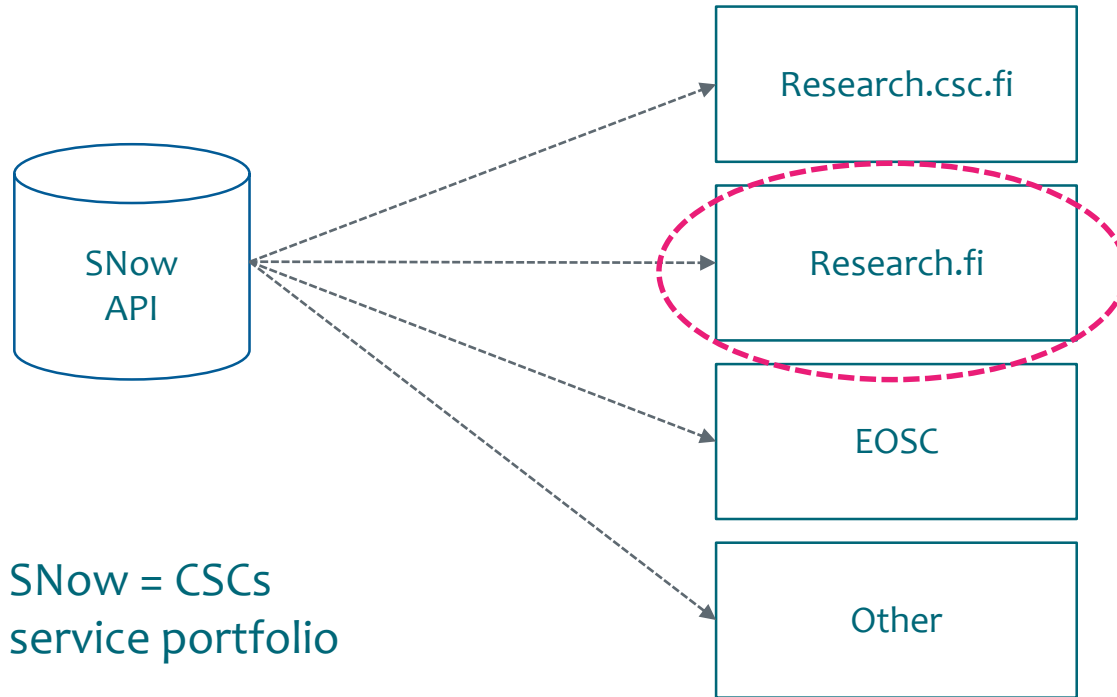 Research.csc.fi
SNow
API
Research.fi
EOSC
Other
SNow = CSCs
service portfolio